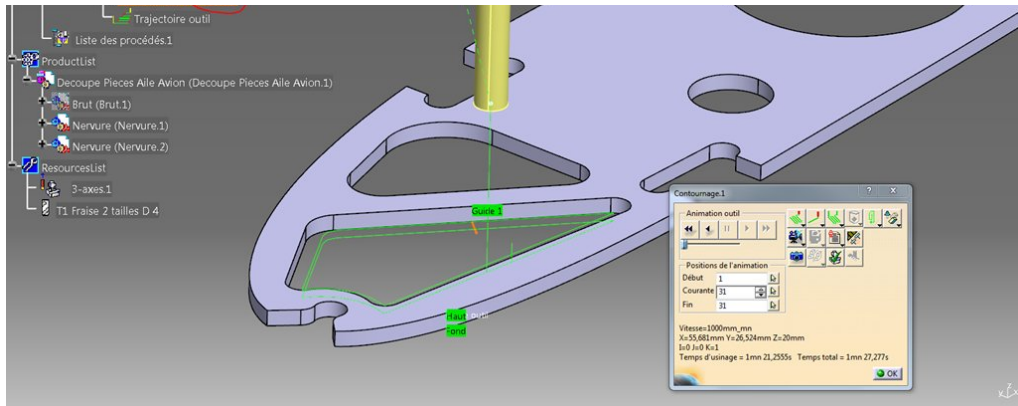 Trajectoire outil
Liste des procédés.1
ProductList
Decoupe Pieces Aile Avion (Decoupe Pieces Aile Avion.1)
Brut (Brut.1)
Nervure (Nervure.1)
Nervure (Nervure.2)
ResourcesList
3-axes.1
T1 Fraise 2 tailles D 4
Guide 1
Haut outil
Fond
Contournage.1
Animation outil
Positions de l'animation
Début 1
Courante 31
Fin 31
Vitesse=1000mm_mn
X=55,681mm Y=26,524mm Z=20mm
I=0 J=0 K=1
Temps d'usinage = 1mn 21,2555s Temps total = 1mn 27,277s
OK